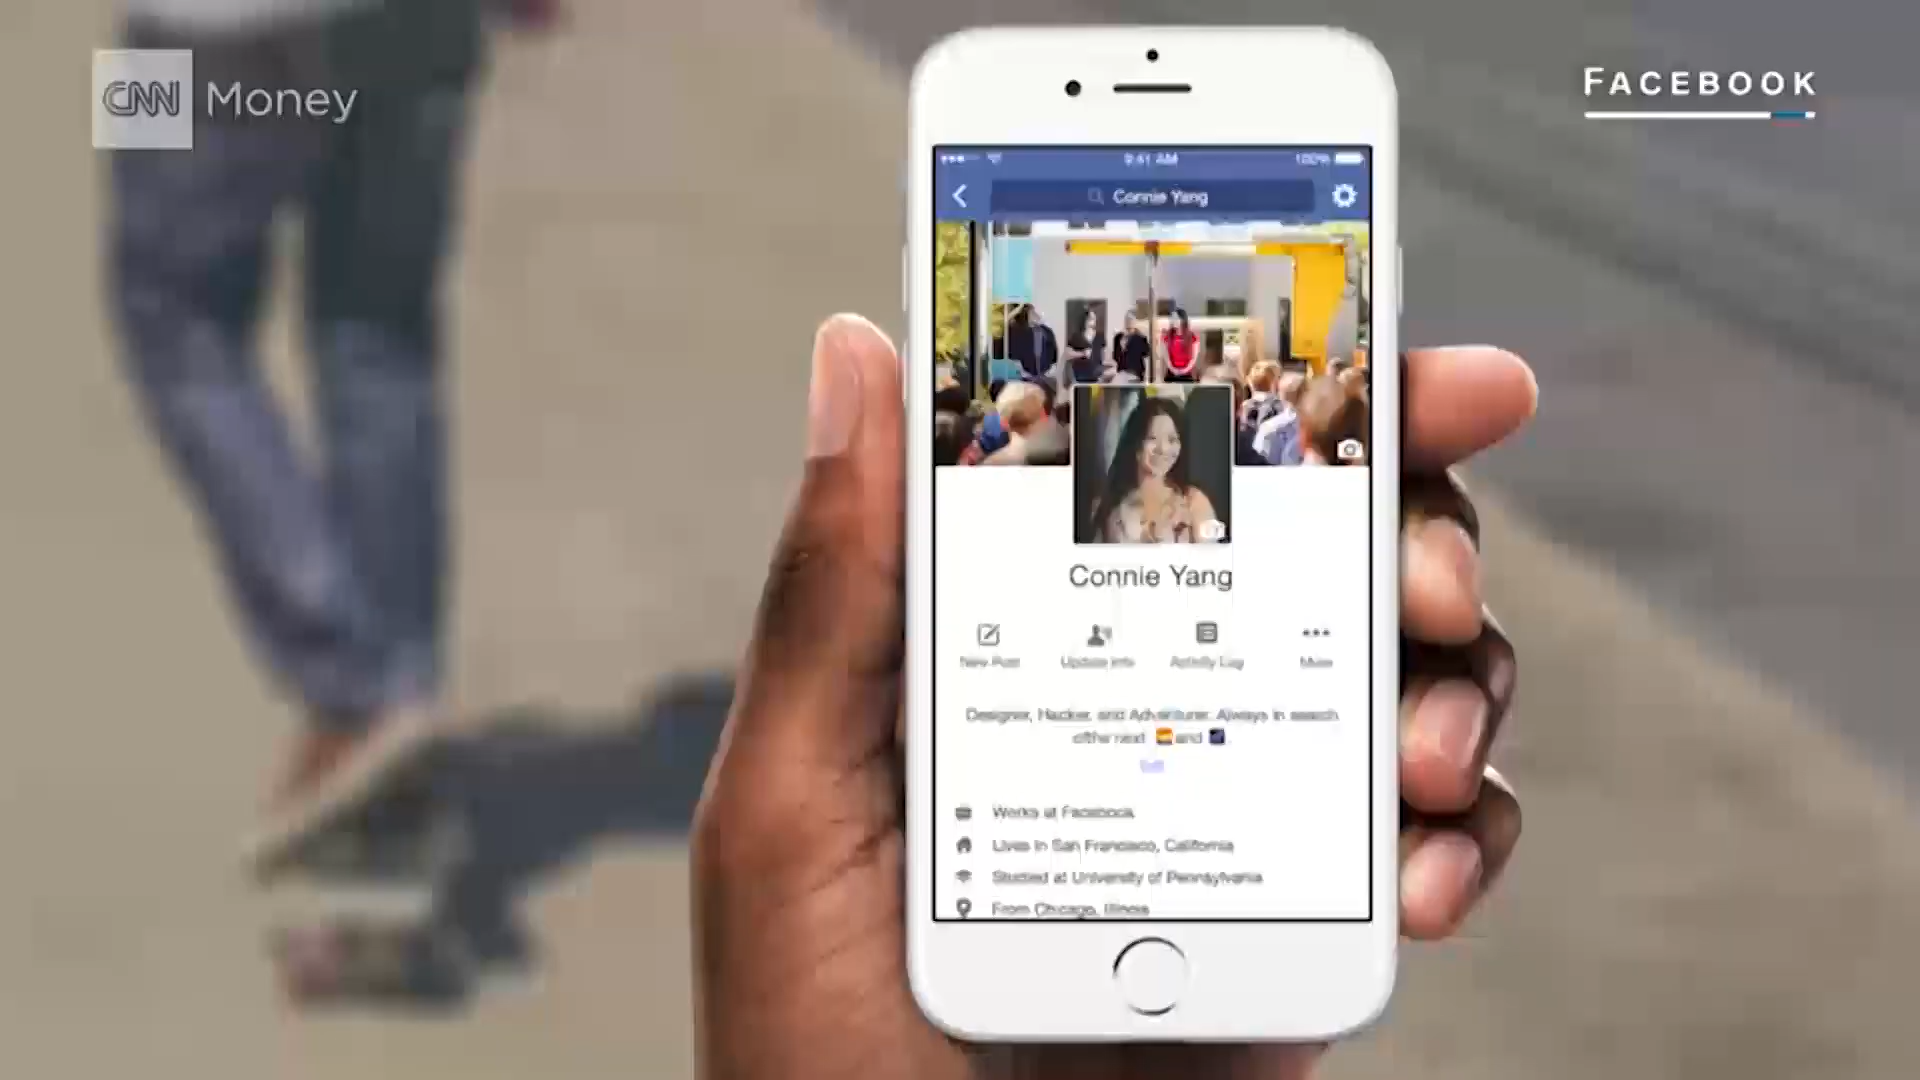 CNN Money
FACEBOOK
9:41 AM 100%
Connie Yang
Connie Yang
New Post Update Info Activity Log More
Designer, Hacker, and Adventurer. Always in search
of the next and
Edit
Works at Facebook
Lives in San Francisco, California
Studied at University of Pennsylvania
From Chicago, Illinois